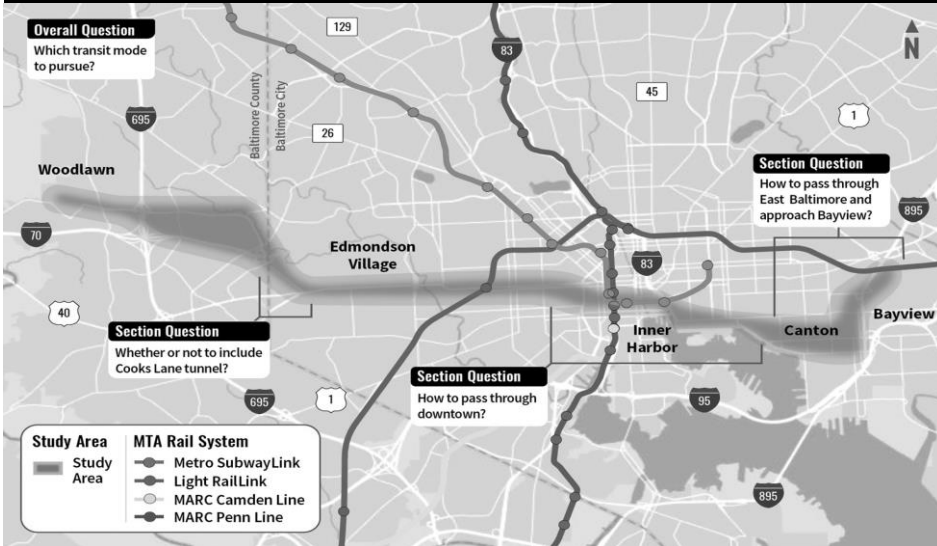 Overall Question
Which transit mode
to pursue?
129
83
N
695
Baltimore County
Baltimore City
26
45
1
Woodlawn
Section Question
How to pass through
East Baltimore and
approach Bayview?
895
70
Edmondson
Village
83
40
Section Question
Whether or not to include
Cooks Lane tunnel?
Inner
Harbor
Canton
Bayview
Section Question
How to pass through
downtown?
695
1
95
895
Study Area
Study
Area
MTA Rail System
Metro SubwayLink
Light RailLink
MARC Camden Line
MARC Penn Line